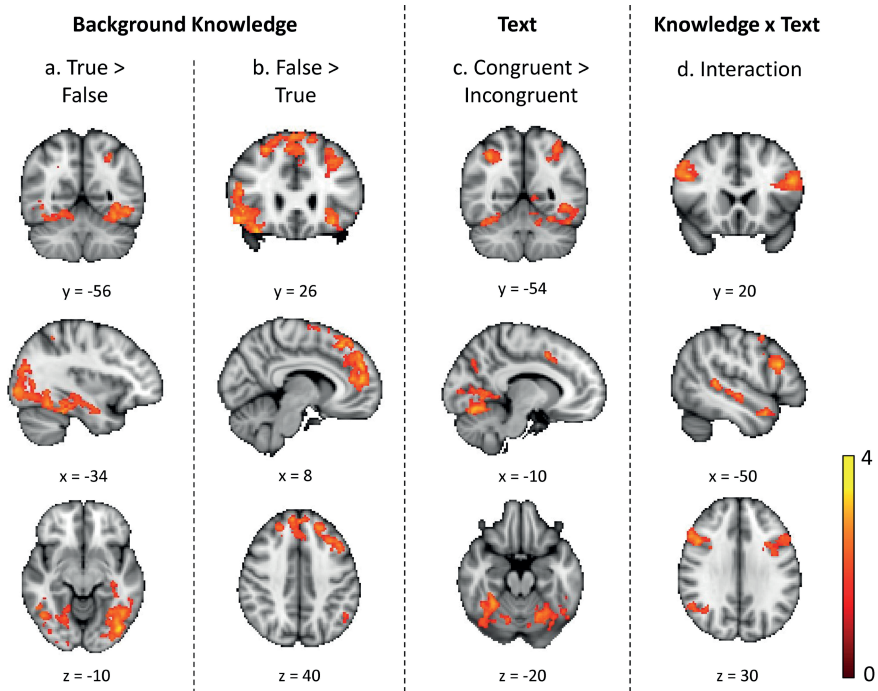 Background Knowledge
Text
Knowledge x Text
a. True >
False
b. False >
True
c. Congruent >
Incongruent
d. Interaction
y = -56
y = 26
y = -54
y = 20
x = -34
x = 8
x = -10
x = -50
4
0
z = -10
z = 40
z = -20
z = 30